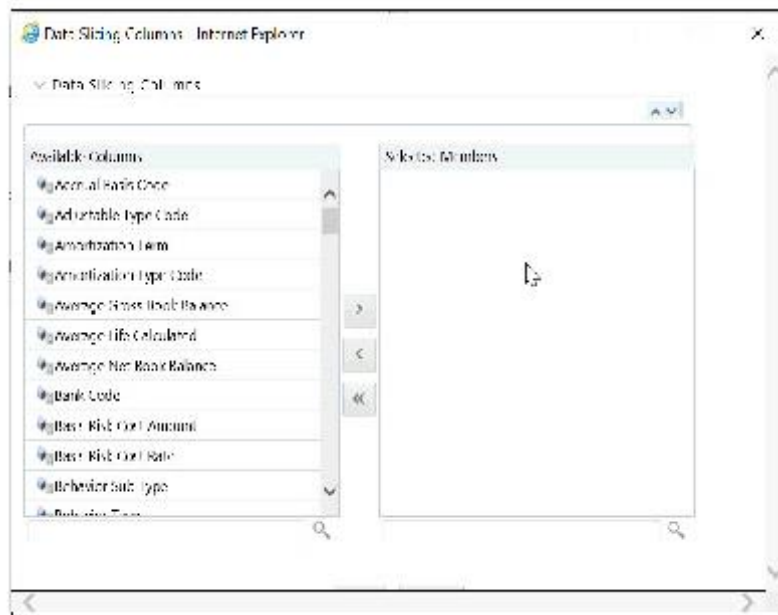 Data Slicing Columns - Internet Explorer
Data Slicing Columns
Available Columns
Selected Members
Accrual Basis Code
Adjustable Type Code
Amortization Term
Amortization Type Code
Average Gross Book Balance
Average Life Calculated
Average Net Book Balance
Bank Code
Basis Risk Cost Amount
Basis Risk Cost Rate
Behavior Sub Type